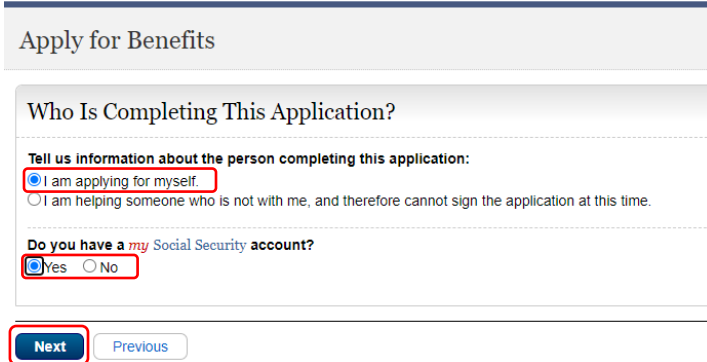 Apply for Benefits
Who Is Completing This Application?
Tell us information about the person completing this application:
I am applying for myself.
I am helping someone who is not with me, and therefore cannot sign the application at this time.
Do you have a my Social Security account?
Yes No
Next Previous